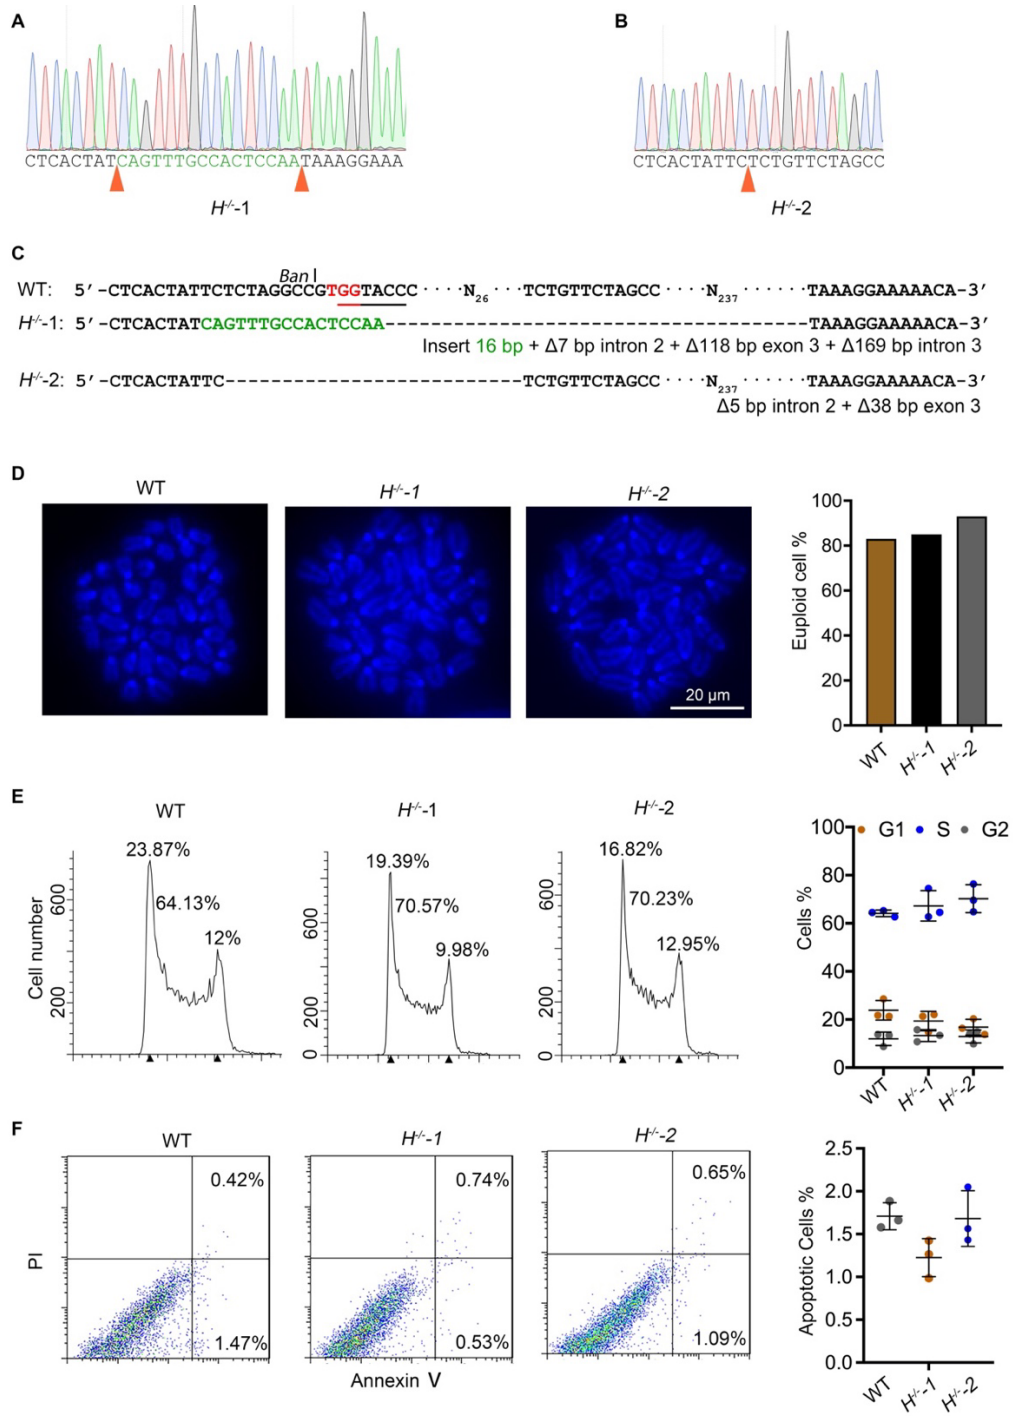 A
B
CTCACTATCAGTTTGCCACTCCAATAAAGGAAA
CTCACTATTCTCTGTTCTAGCC
H-/--1
H-/--2
C
Ban I
WT: 5′-CTCACTATTCTCTAGGCCGTGGTACCC····N26······TCTGTTCTAGCC····N237······TAAAGGAAAAACA-3′
H-/--1: 5′-CTCACTATCAGTTTGCCACTCCAA--------------------------------------TAAAGGAAAAACA-3′
Insert 16 bp + Δ7 bp intron 2 + Δ118 bp exon 3 + Δ169 bp intron 3
H-/--2: 5′-CTCACTATTC---------------------------TCTGTTCTAGCC····N237······TAAAGGAAAAACA-3′
Δ5 bp intron 2 + Δ38 bp exon 3
D
WT
H-/--1
H-/--2
20 μm
Euploid cell %
100
80
60
40
20
0
WT
H-/--1
H-/--2
E
WT
H-/--1
H-/--2
23.87%
64.13%
12%
19.39%
70.57%
9.98%
16.82%
70.23%
12.95%
Cell number
600
200
600
200
0
600
200
0
G1 S G2
Cells %
100
80
60
40
20
0
WT
H-/--1
H-/--2
F
WT
H-/--1
H-/--2
0.42%
1.47%
0.74%
0.53%
0.65%
1.09%
PI
Annexin V
Apoptotic Cells %
2.5
2.0
1.5
1.0
0.5
0.0
WT
H-/--1
H-/--2